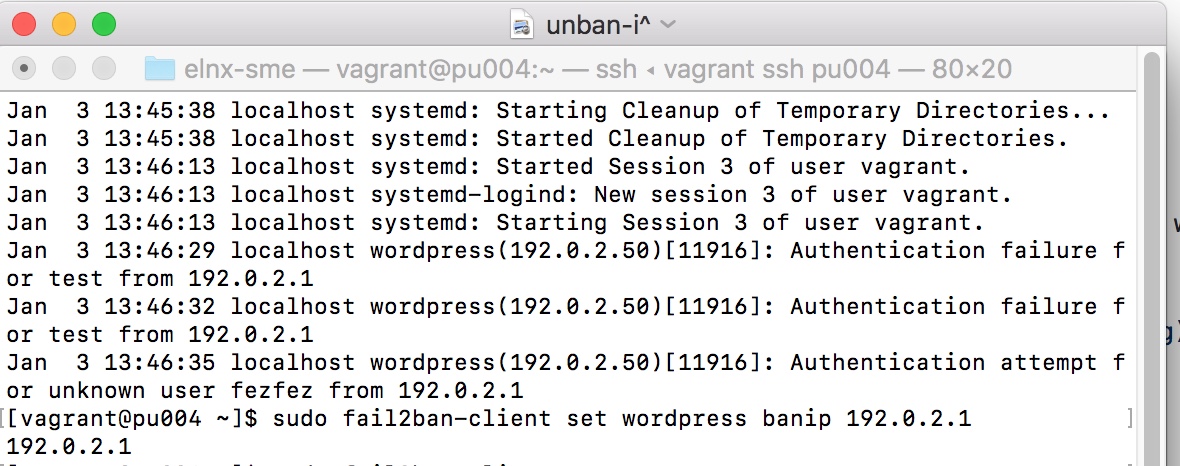 unban-i^
elnx-sme — vagrant@pu004:~ — ssh ◂ vagrant ssh pu004 — 80×20
Jan  3 13:45:38 localhost systemd: Starting Cleanup of Temporary Directories...
Jan  3 13:45:38 localhost systemd: Started Cleanup of Temporary Directories.
Jan  3 13:46:13 localhost systemd: Started Session 3 of user vagrant.
Jan  3 13:46:13 localhost systemd-logind: New session 3 of user vagrant.
Jan  3 13:46:13 localhost systemd: Starting Session 3 of user vagrant.
Jan  3 13:46:29 localhost wordpress(192.0.2.50)[11916]: Authentication failure f
or test from 192.0.2.1
Jan  3 13:46:32 localhost wordpress(192.0.2.50)[11916]: Authentication failure f
or test from 192.0.2.1
Jan  3 13:46:35 localhost wordpress(192.0.2.50)[11916]: Authentication attempt f
or unknown user fezfez from 192.0.2.1
[[vagrant@pu004 ~]$ sudo fail2ban-client set wordpress banip 192.0.2.1 ]
192.0.2.1